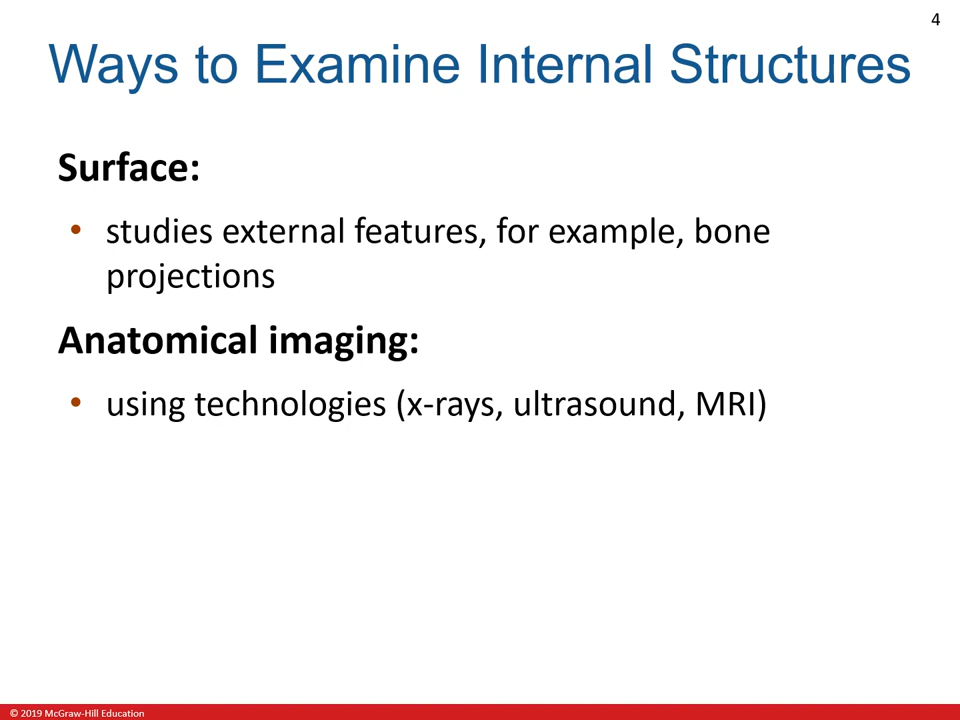 4
Ways to Examine Internal Structures
Surface:
• studies external features, for example, bone
projections
Anatomical imaging:
• using technologies (x-rays, ultrasound, MRI)
© 2019 McGraw-Hill Education